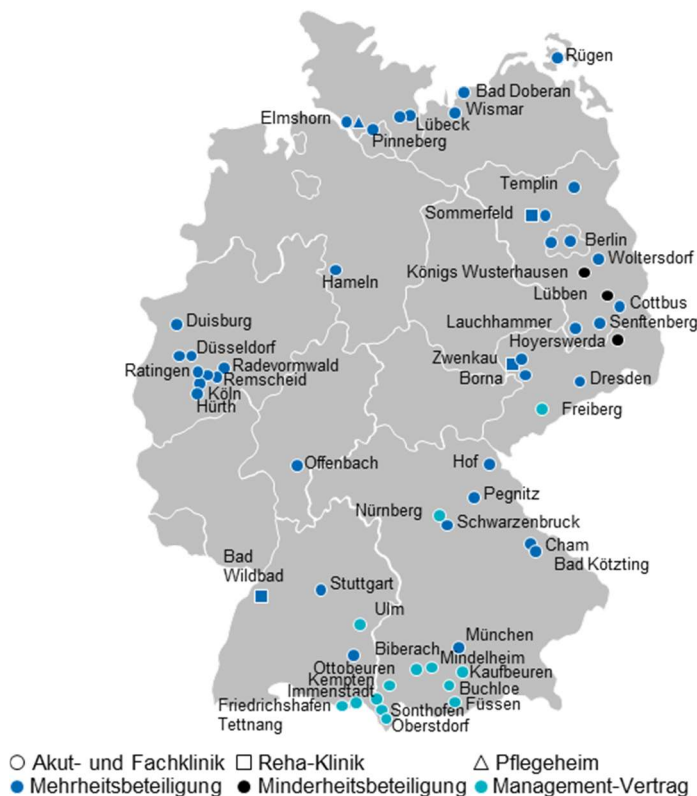 Rügen
Bad Doberan
Wismar
Elmshorn
Lübeck
Pinneberg
Templin
Sommerfeld
Berlin
Woltersdorf
Königs Wusterhausen
Hameln
Lübben
Cottbus
Duisburg
Lauchhammer
Senftenberg
Hoyerswerda
Düsseldorf
Zwenkau
Ratingen
Radevormwald
Remscheid
Borna
Dresden
Köln
Hürth
Freiberg
Offenbach
Hof
Pegnitz
Nürnberg
Schwarzenbruck
Cham
Bad Kötzting
Bad
Wildbad
Stuttgart
Ulm
München
Biberach
Mindelheim
Ottobeuren
Kaufbeuren
Kempten
Buchloe
Immenstadt
Füssen
Friedrichshafen
Sonthofen
Tettnang
Oberstdorf
Akut- und Fachklinik Reha-Klinik Pflegeheim
Mehrheitsbeteiligung Minderheitsbeteiligung Management-Vertrag